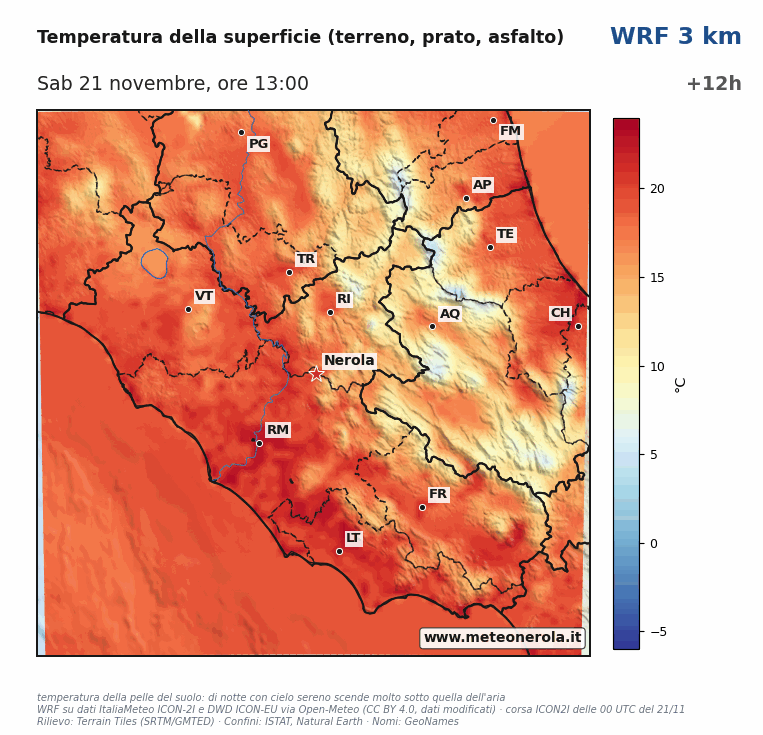 Temperatura della superficie (terreno, prato, asfalto)
WRF 3 km
Sab 21 novembre, ore 13:00
+12h
FM
PG
AP
TE
TR
VT
RI
AQ
CH
Nerola
RM
FR
LT
www.meteonerola.it
20
15
10
5
0
−5
°C
temperatura della pelle del suolo: di notte con cielo sereno scende molto sotto quella dell'aria
WRF su dati ItaliaMeteo ICON-2I e DWD ICON-EU via Open-Meteo (CC BY 4.0, dati modificati) · corsa ICON2I delle 00 UTC del 21/11
Rilievo: Terrain Tiles (SRTM/GMTED) · Confini: ISTAT, Natural Earth · Nomi: GeoNames